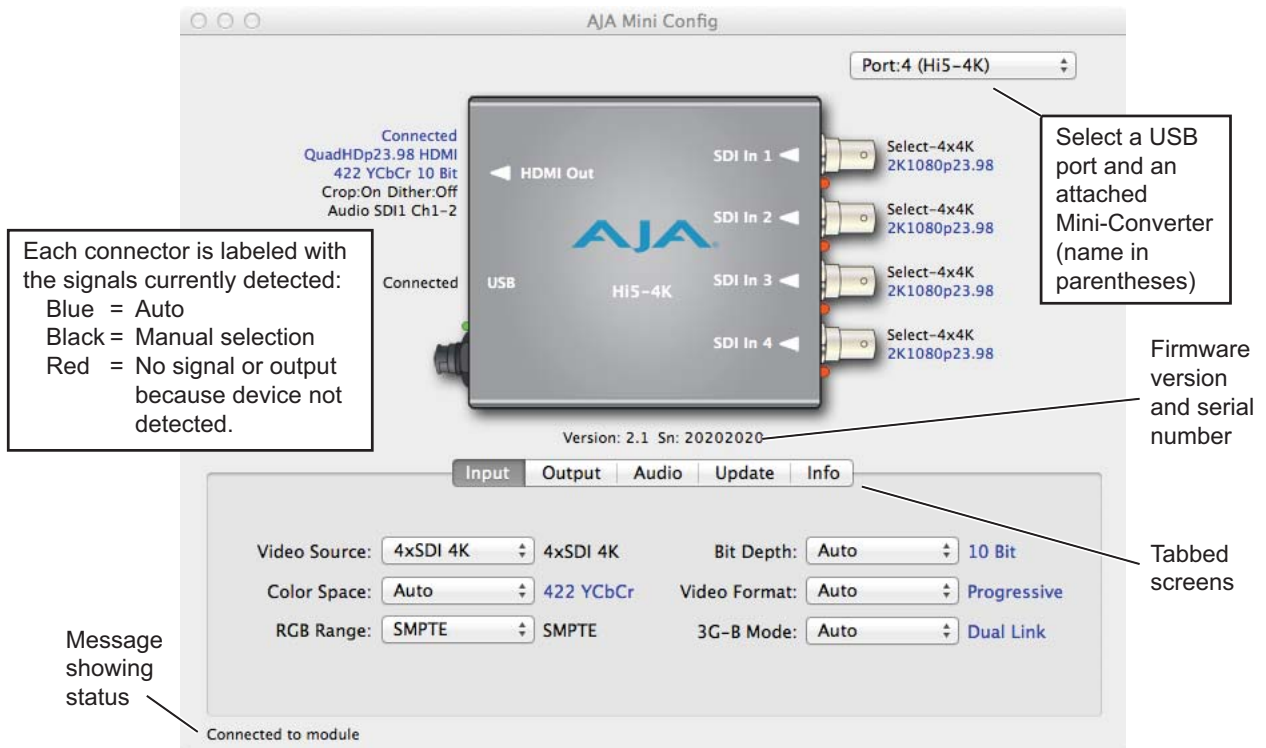 AJA Mini Config
Port:4 (Hi5-4K)
Select a USB
port and an
attached
Mini-Converter
(name in
parentheses)
Connected
QuadHDp23.98 HDMI
422 YCbCr 10 Bit
Crop:On Dither:Off
Audio SDI1 Ch1-2
HDMI Out
SDI In 1
Select-4x4K
2K1080p23.98
SDI In 2
Select-4x4K
2K1080p23.98
AJA
Each connector is labeled with
the signals currently detected:
Blue = Auto
Black = Manual selection
Red = No signal or output
because device not
detected.
Connected
USB
Hi5-4K
SDI In 3
Select-4x4K
2K1080p23.98
SDI In 4
Select-4x4K
2K1080p23.98
Firmware
version
and serial
number
Version: 2.1 Sn: 20202020
Input Output Audio Update Info
Tabbed
screens
Video Source: 4xSDI 4K 4xSDI 4K Bit Depth: Auto 10 Bit
Color Space: Auto 422 YCbCr Video Format: Auto Progressive
RGB Range: SMPTE SMPTE 3G-B Mode: Auto Dual Link
Message
showing
status
Connected to module